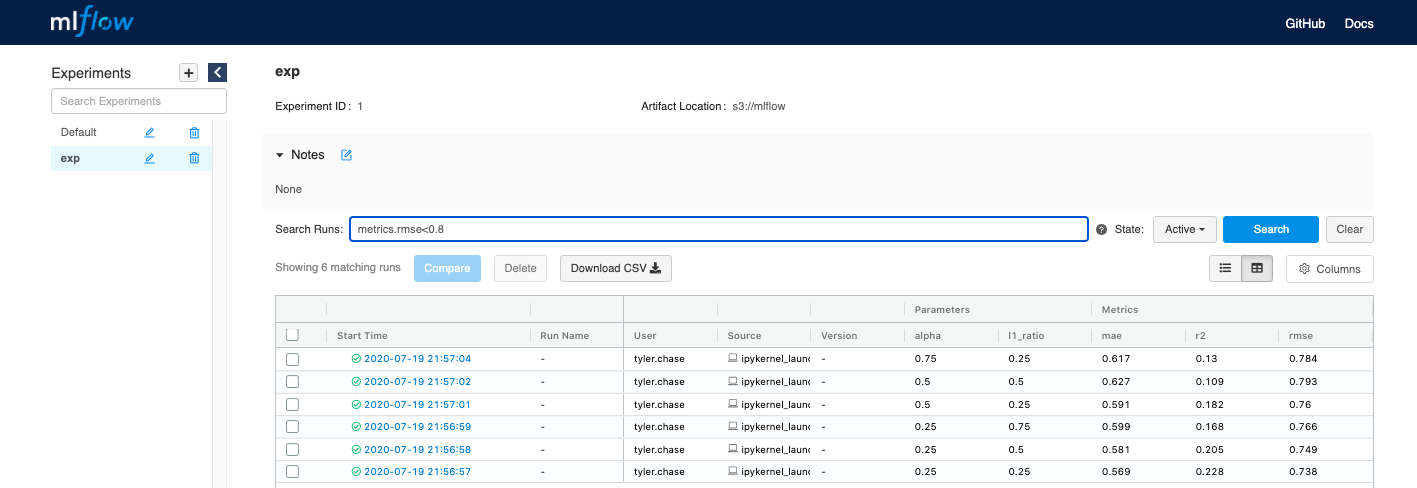 mlflow
GitHub Docs
Experiments
Search Experiments
Default
exp
exp
Experiment ID : 1 Artifact Location : s3://mlflow
Notes
None
Search Runs: metrics.rmse<0.8 ? State: Active Search Clear
Showing 6 matching runs Compare Delete Download CSV Columns
Parameters Metrics
Start Time Run Name User Source Version alpha l1_ratio mae r2 rmse
2020-07-19 21:57:04 - tyler.chase ipykernel_launc - 0.75 0.25 0.617 0.13 0.784
2020-07-19 21:57:02 - tyler.chase ipykernel_launc - 0.5 0.5 0.627 0.109 0.793
2020-07-19 21:57:01 - tyler.chase ipykernel_launc - 0.5 0.25 0.591 0.182 0.76
2020-07-19 21:56:59 - tyler.chase ipykernel_launc - 0.25 0.75 0.599 0.168 0.766
2020-07-19 21:56:58 - tyler.chase ipykernel_launc - 0.25 0.5 0.581 0.205 0.749
2020-07-19 21:56:57 - tyler.chase ipykernel_launc - 0.25 0.25 0.569 0.228 0.738